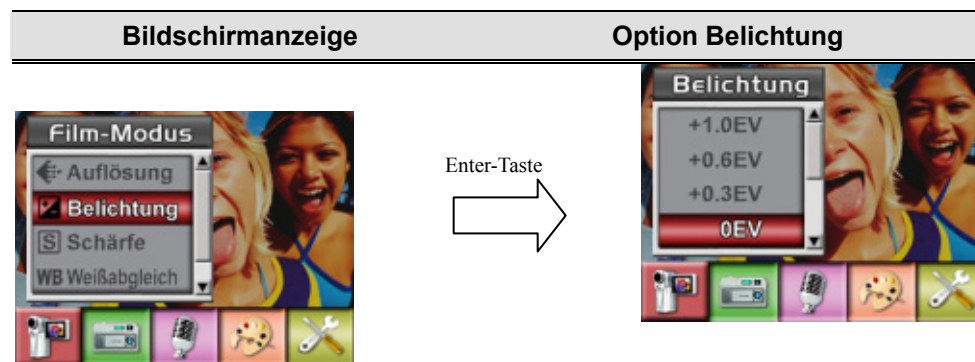 Bildschirmanzeige
Option Belichtung
Film-Modus
Auflösung
Belichtung
S Schärfe
WB Weißabgleich
Enter-Taste
Belichtung
+1.0EV
+0.6EV
+0.3EV
0EV